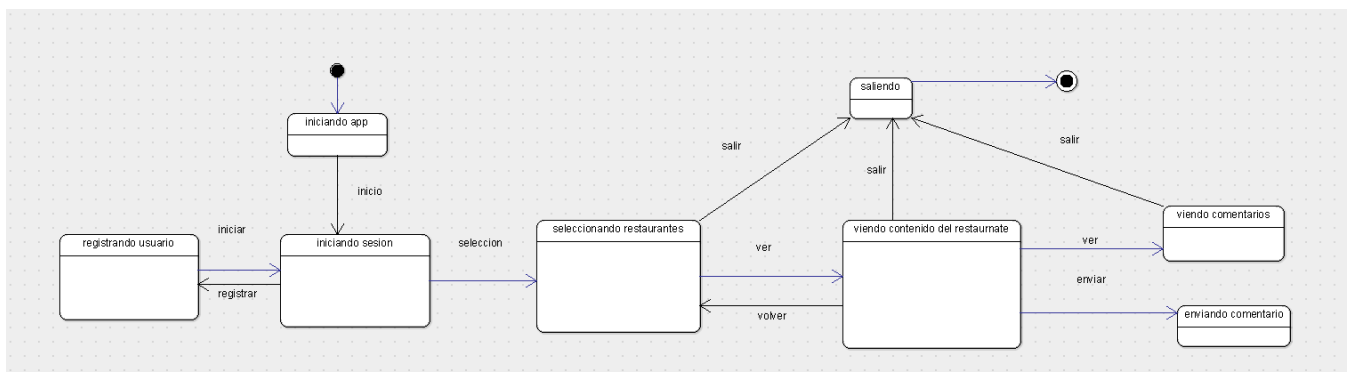 saliendo
iniciando app
salir
salir
salir
inicio
registrando usuario
iniciar
iniciando sesion
seleccion
seleccionando restaurantes
ver
viendo contenido del restaurnate
ver
viendo comentarios
registrar
enviar
volver
enviando comentario